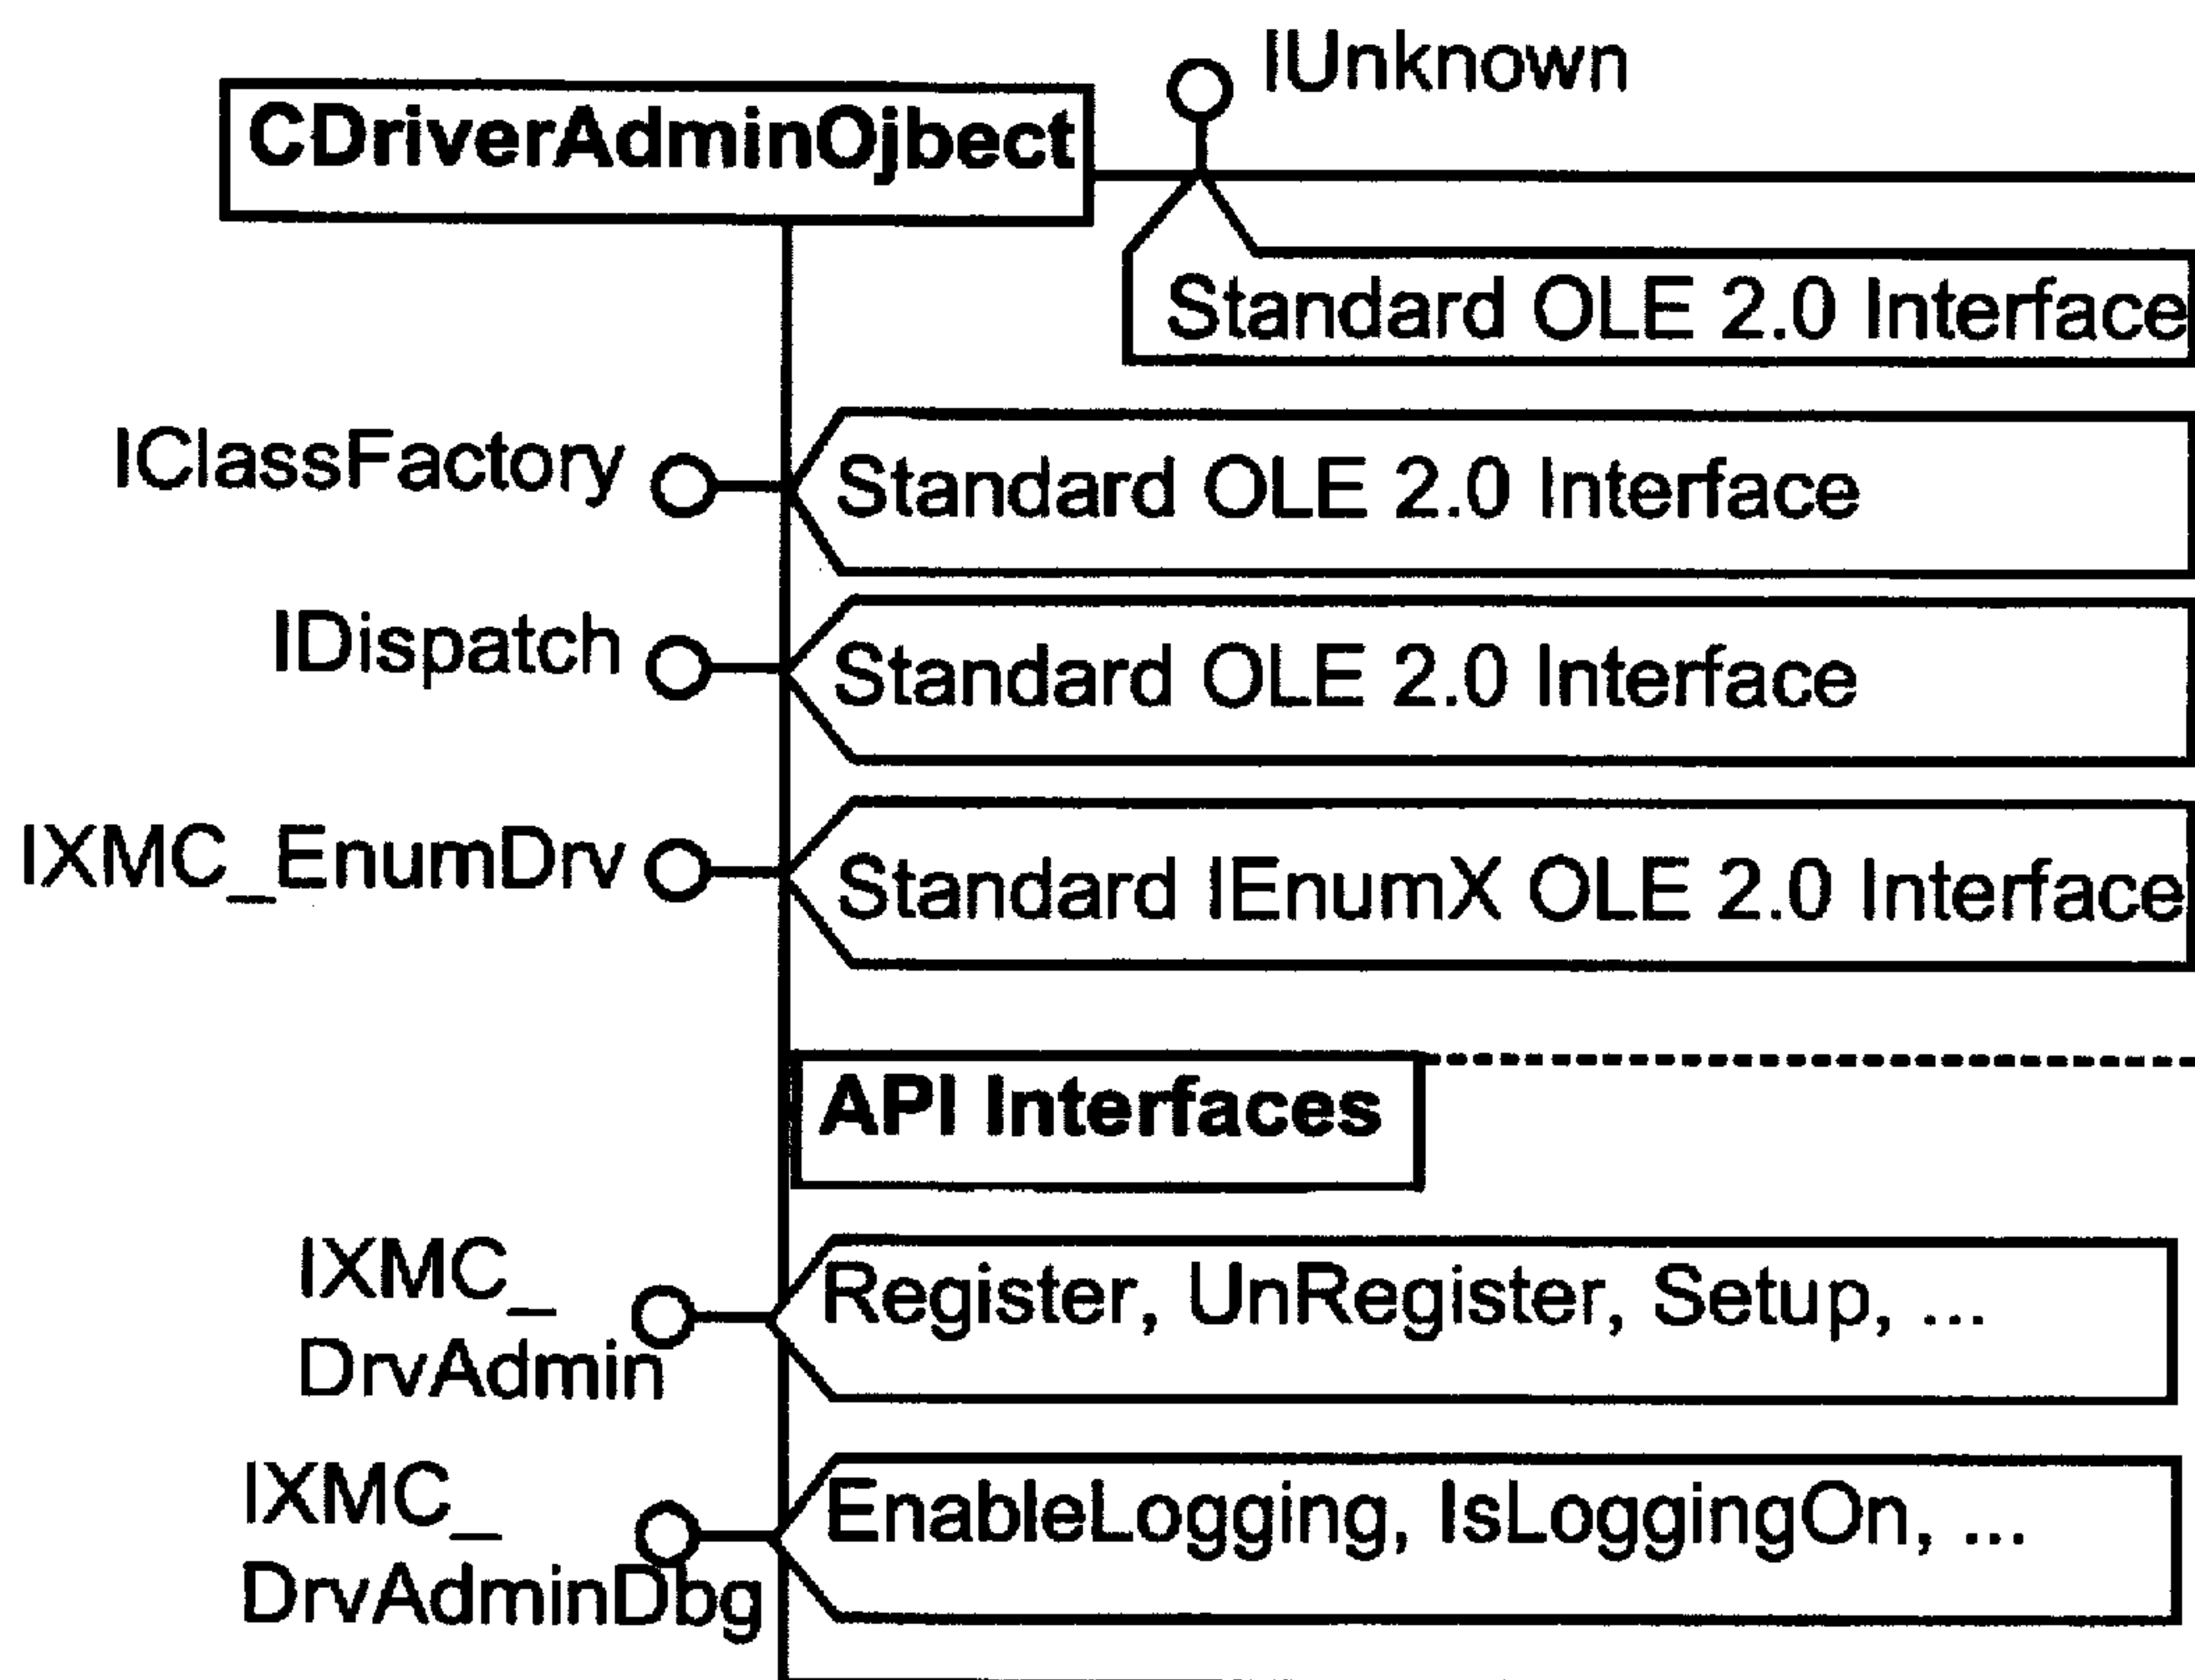 IUnknown
CDriverAdminOjbect
Standard OLE 2.0 Interface
IClassFactory
Standard OLE 2.0 Interface
IDispatch
Standard OLE 2.0 Interface
IXMC_EnumDrv
Standard IEnumX OLE 2.0 Interface
API Interfaces
IXMC_
DrvAdmin
Register, UnRegister, Setup, ...
IXMC_
DrvAdminDbg
EnableLogging, IsLoggingOn, ...